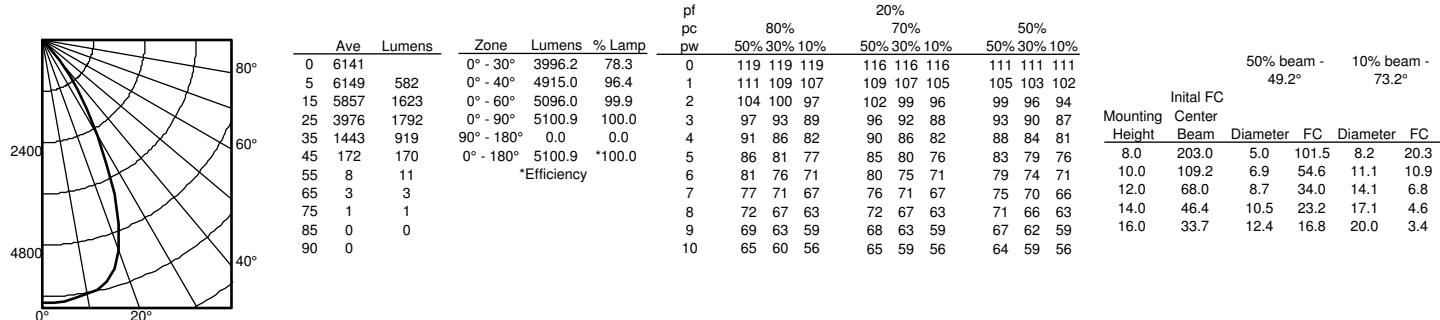 2400
4800
0°
20°
40°
60°
80°
Ave Lumens
0 6141
5 6149 582
15 5857 1623
25 3976 1792
35 1443 919
45 172 170
55 8 11
65 3 3
75 1 1
85 0 0
90 0
Zone Lumens % Lamp
0° - 30° 3996.2 78.3
0° - 40° 4915.0 96.4
0° - 60° 5096.0 99.9
0° - 90° 5100.9 100.0
90° - 180° 0.0 0.0
0° - 180° 5100.9 *100.0
*Efficiency
pf 20%
pc 80% 70% 50%
pw 50% 30% 10% 50% 30% 10% 50% 30% 10%
0 119 119 119 116 116 116 111 111 111
1 111 109 107 109 107 105 105 103 102
2 104 100 97 102 99 96 99 96 94
3 97 93 89 96 92 88 93 90 87
4 91 86 82 90 86 82 88 84 81
5 86 81 77 85 80 76 83 79 76
6 81 76 71 80 75 71 79 74 71
7 77 71 67 76 71 67 75 70 66
8 72 67 63 72 67 63 71 66 63
9 69 63 59 68 63 59 67 62 59
10 65 60 56 65 59 56 64 59 56
50% beam - 10% beam -
49.2° 73.2°
Inital FC
Mounting Center
Height Beam Diameter FC Diameter FC
8.0 203.0 5.0 101.5 8.2 20.3
10.0 109.2 6.9 54.6 11.1 10.9
12.0 68.0 8.7 34.0 14.1 6.8
14.0 46.4 10.5 23.2 17.1 4.6
16.0 33.7 12.4 16.8 20.0 3.4